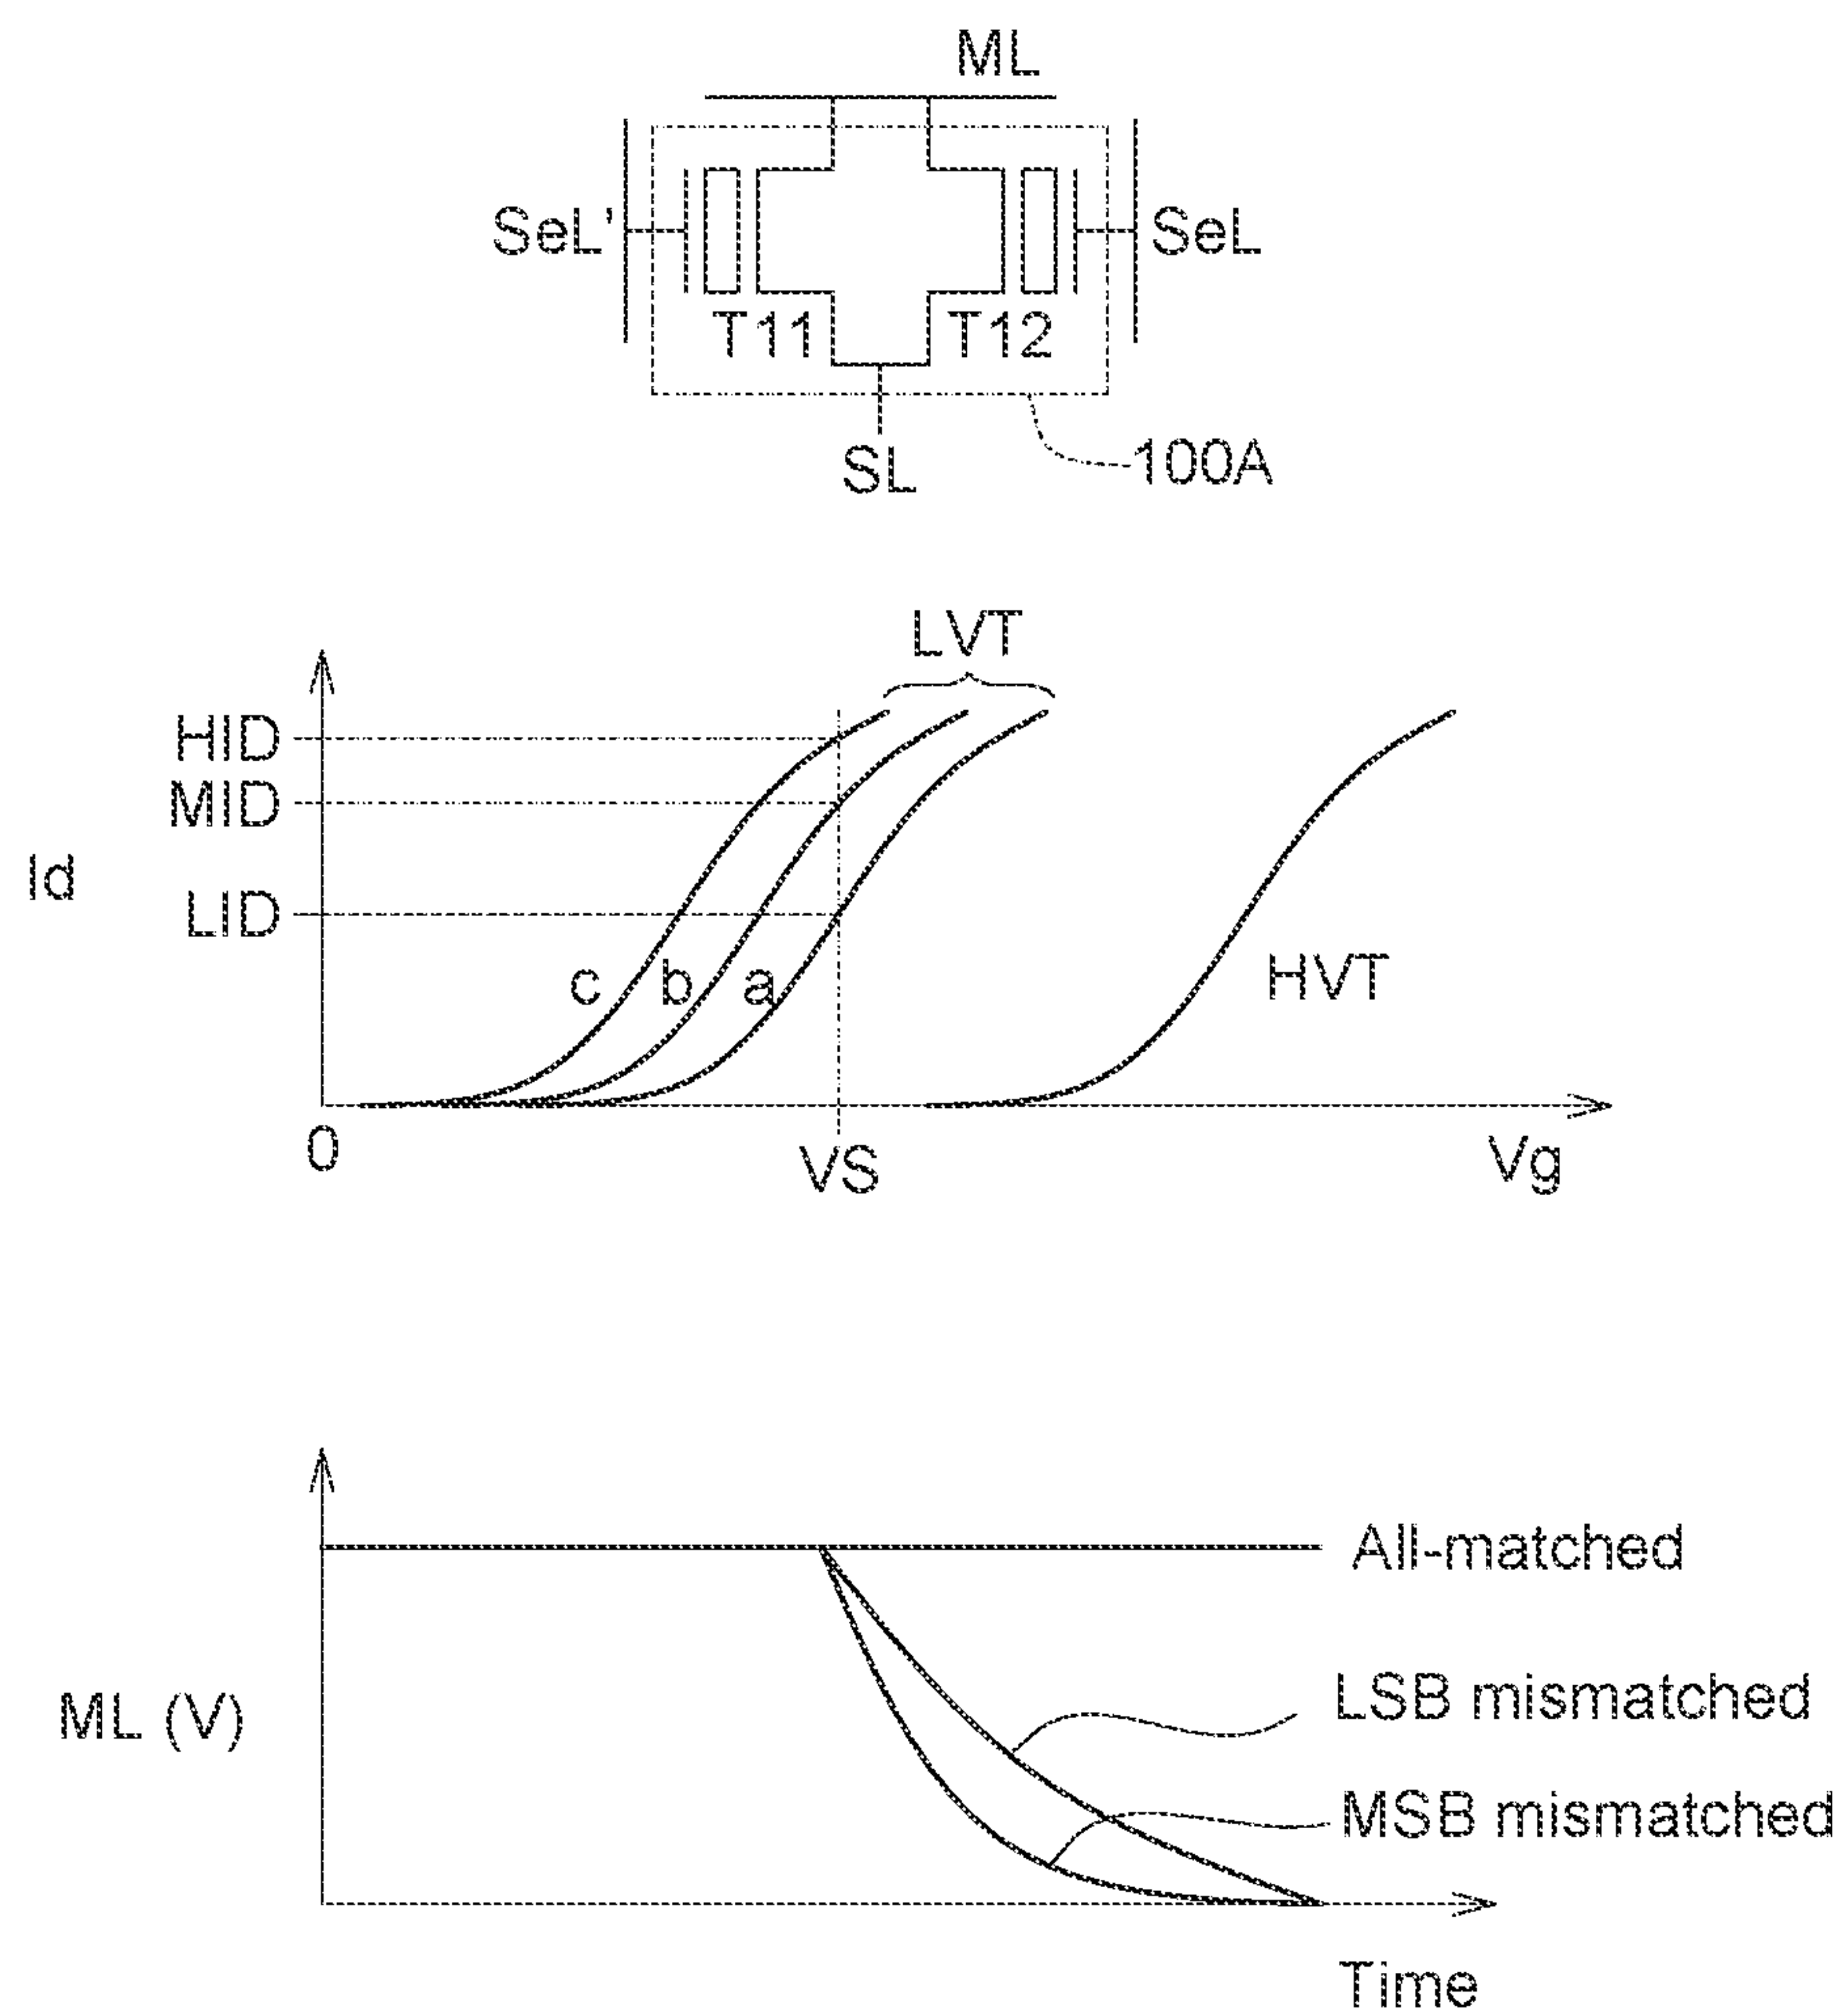 ML
SeL'
SeL
T11
T12
SL
100A
LVT
HID
MID
LID
Id
c
b
a
HVT
0
VS
Vg
All-matched
LSB mismatched
ML (V)
MSB mismatched
Time